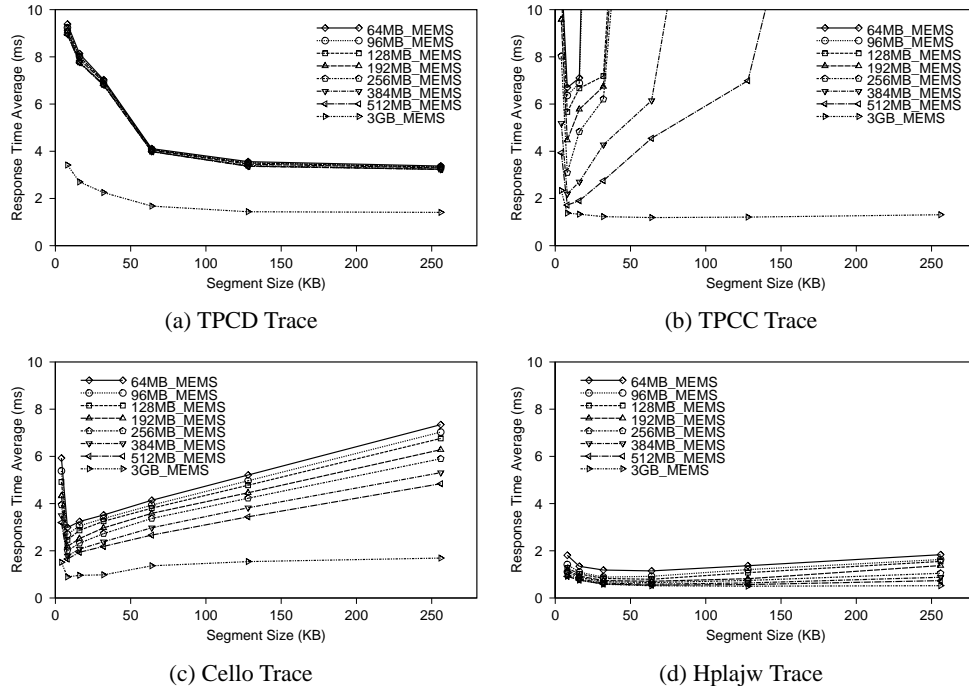 10
8
6
4
2
0
Response Time Average (ms)
64MB_MEMS
96MB_MEMS
128MB_MEMS
192MB_MEMS
256MB_MEMS
384MB_MEMS
512MB_MEMS
3GB_MEMS
0 50 100 150 200 250
Segment Size (KB)
(a) TPCD Trace
10
8
6
4
2
0
Response Time Average (ms)
64MB_MEMS
96MB_MEMS
128MB_MEMS
192MB_MEMS
256MB_MEMS
384MB_MEMS
512MB_MEMS
3GB_MEMS
0 50 100 150 200 250
Segment Size (KB)
(b) TPCC Trace
10
8
6
4
2
0
Response Time Average (ms)
64MB_MEMS
96MB_MEMS
128MB_MEMS
192MB_MEMS
256MB_MEMS
384MB_MEMS
512MB_MEMS
3GB_MEMS
0 50 100 150 200 250
Segment Size (KB)
(c) Cello Trace
10
8
6
4
2
0
Response Time Average (ms)
64MB_MEMS
96MB_MEMS
128MB_MEMS
192MB_MEMS
256MB_MEMS
384MB_MEMS
512MB_MEMS
3GB_MEMS
0 50 100 150 200 250
Segment Size (KB)
(d) Hplajw Trace